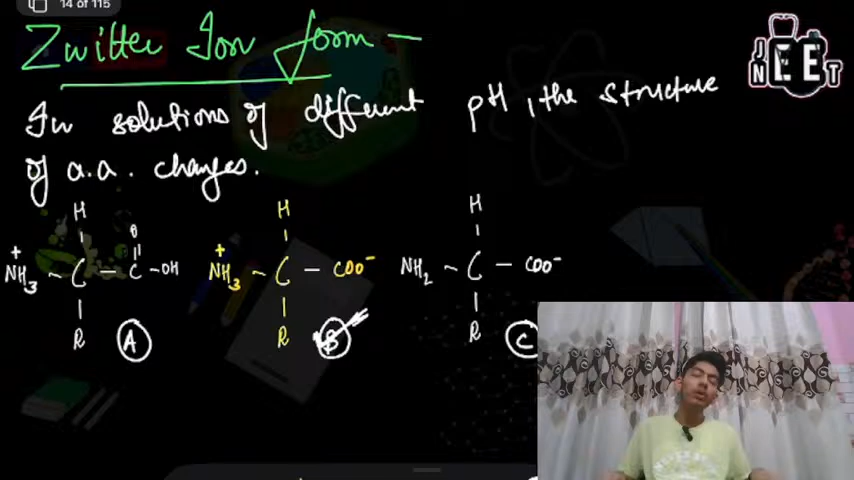 14 of 115
Zwitter Ion form —
JNEET
In solutions of different pH, the structure
of a.a. changes.
H H H
+NH3 – C – C – OH +NH3 – C – COO- NH2 – C – COO-
O
R R R
A B C